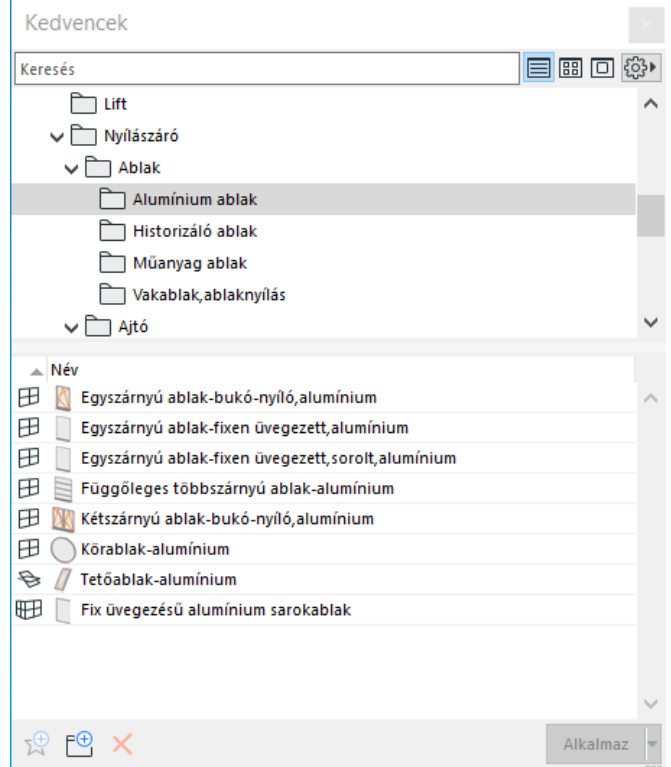 Kedvencek
Keresés
Lift
Nyílászáró
Ablak
Alumínium ablak
Historizáló ablak
Műanyag ablak
Vakablak,ablaknyílás
Ajtó
Név
Egyszárnyú ablak-bukó-nyíló,alumínium
Egyszárnyú ablak-fixen üvegezett,alumínium
Egyszárnyú ablak-fixen üvegezett,sorolt,alumínium
Függőleges többszárnyú ablak-alumínium
Kétszárnyú ablak-bukó-nyíló,alumínium
Körablak-alumínium
Tetőablak-alumínium
Fix üvegezésű alumínium sarokablak
Alkalmaz